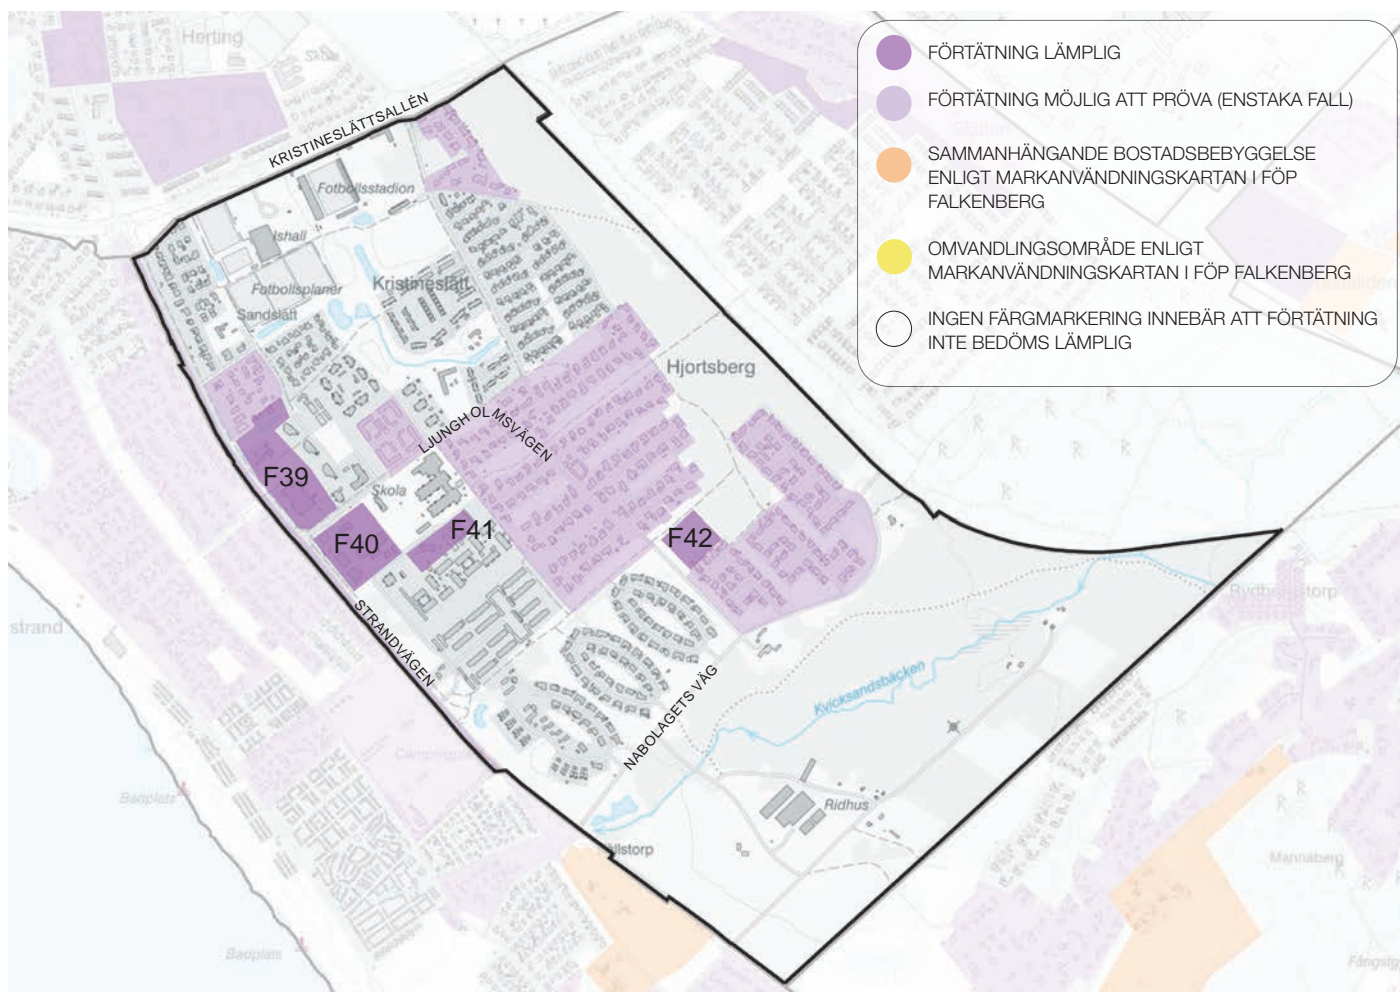 FÖRTÄTNING LÄMPLIG
FÖRTÄTNING MÖJLIG ATT PRÖVA (ENSTAKA FALL)
SAMMANHÄNGANDE BOSTADSBEBYGGELSE
ENLIGT MARKANVÄNDNINGSKARTAN I FÖP
FALKENBERG
OMVANDLINGSOMRÅDE ENLIGT
MARKANVÄNDNINGSKARTAN I FÖP FALKENBERG
INGEN FÄRGMARKERING INNEBÄR ATT FÖRTÄTNING
INTE BEDÖMS LÄMPLIG
Herting
KRISTINESLÄTTSALLÉN
Fotbollsstadion
Ishall
Fotbollsplaner
Kristineslätt
Sandslätt
Hjortsberg
LJUNGHOLMSVÄGEN
F39
Skola
F40
F41
F42
STRANDVÄGEN
strand
NABOLAGETS VÄG
Kvicksandsbäcken
Ridhus
Badplats
Mannaberg
Badplats